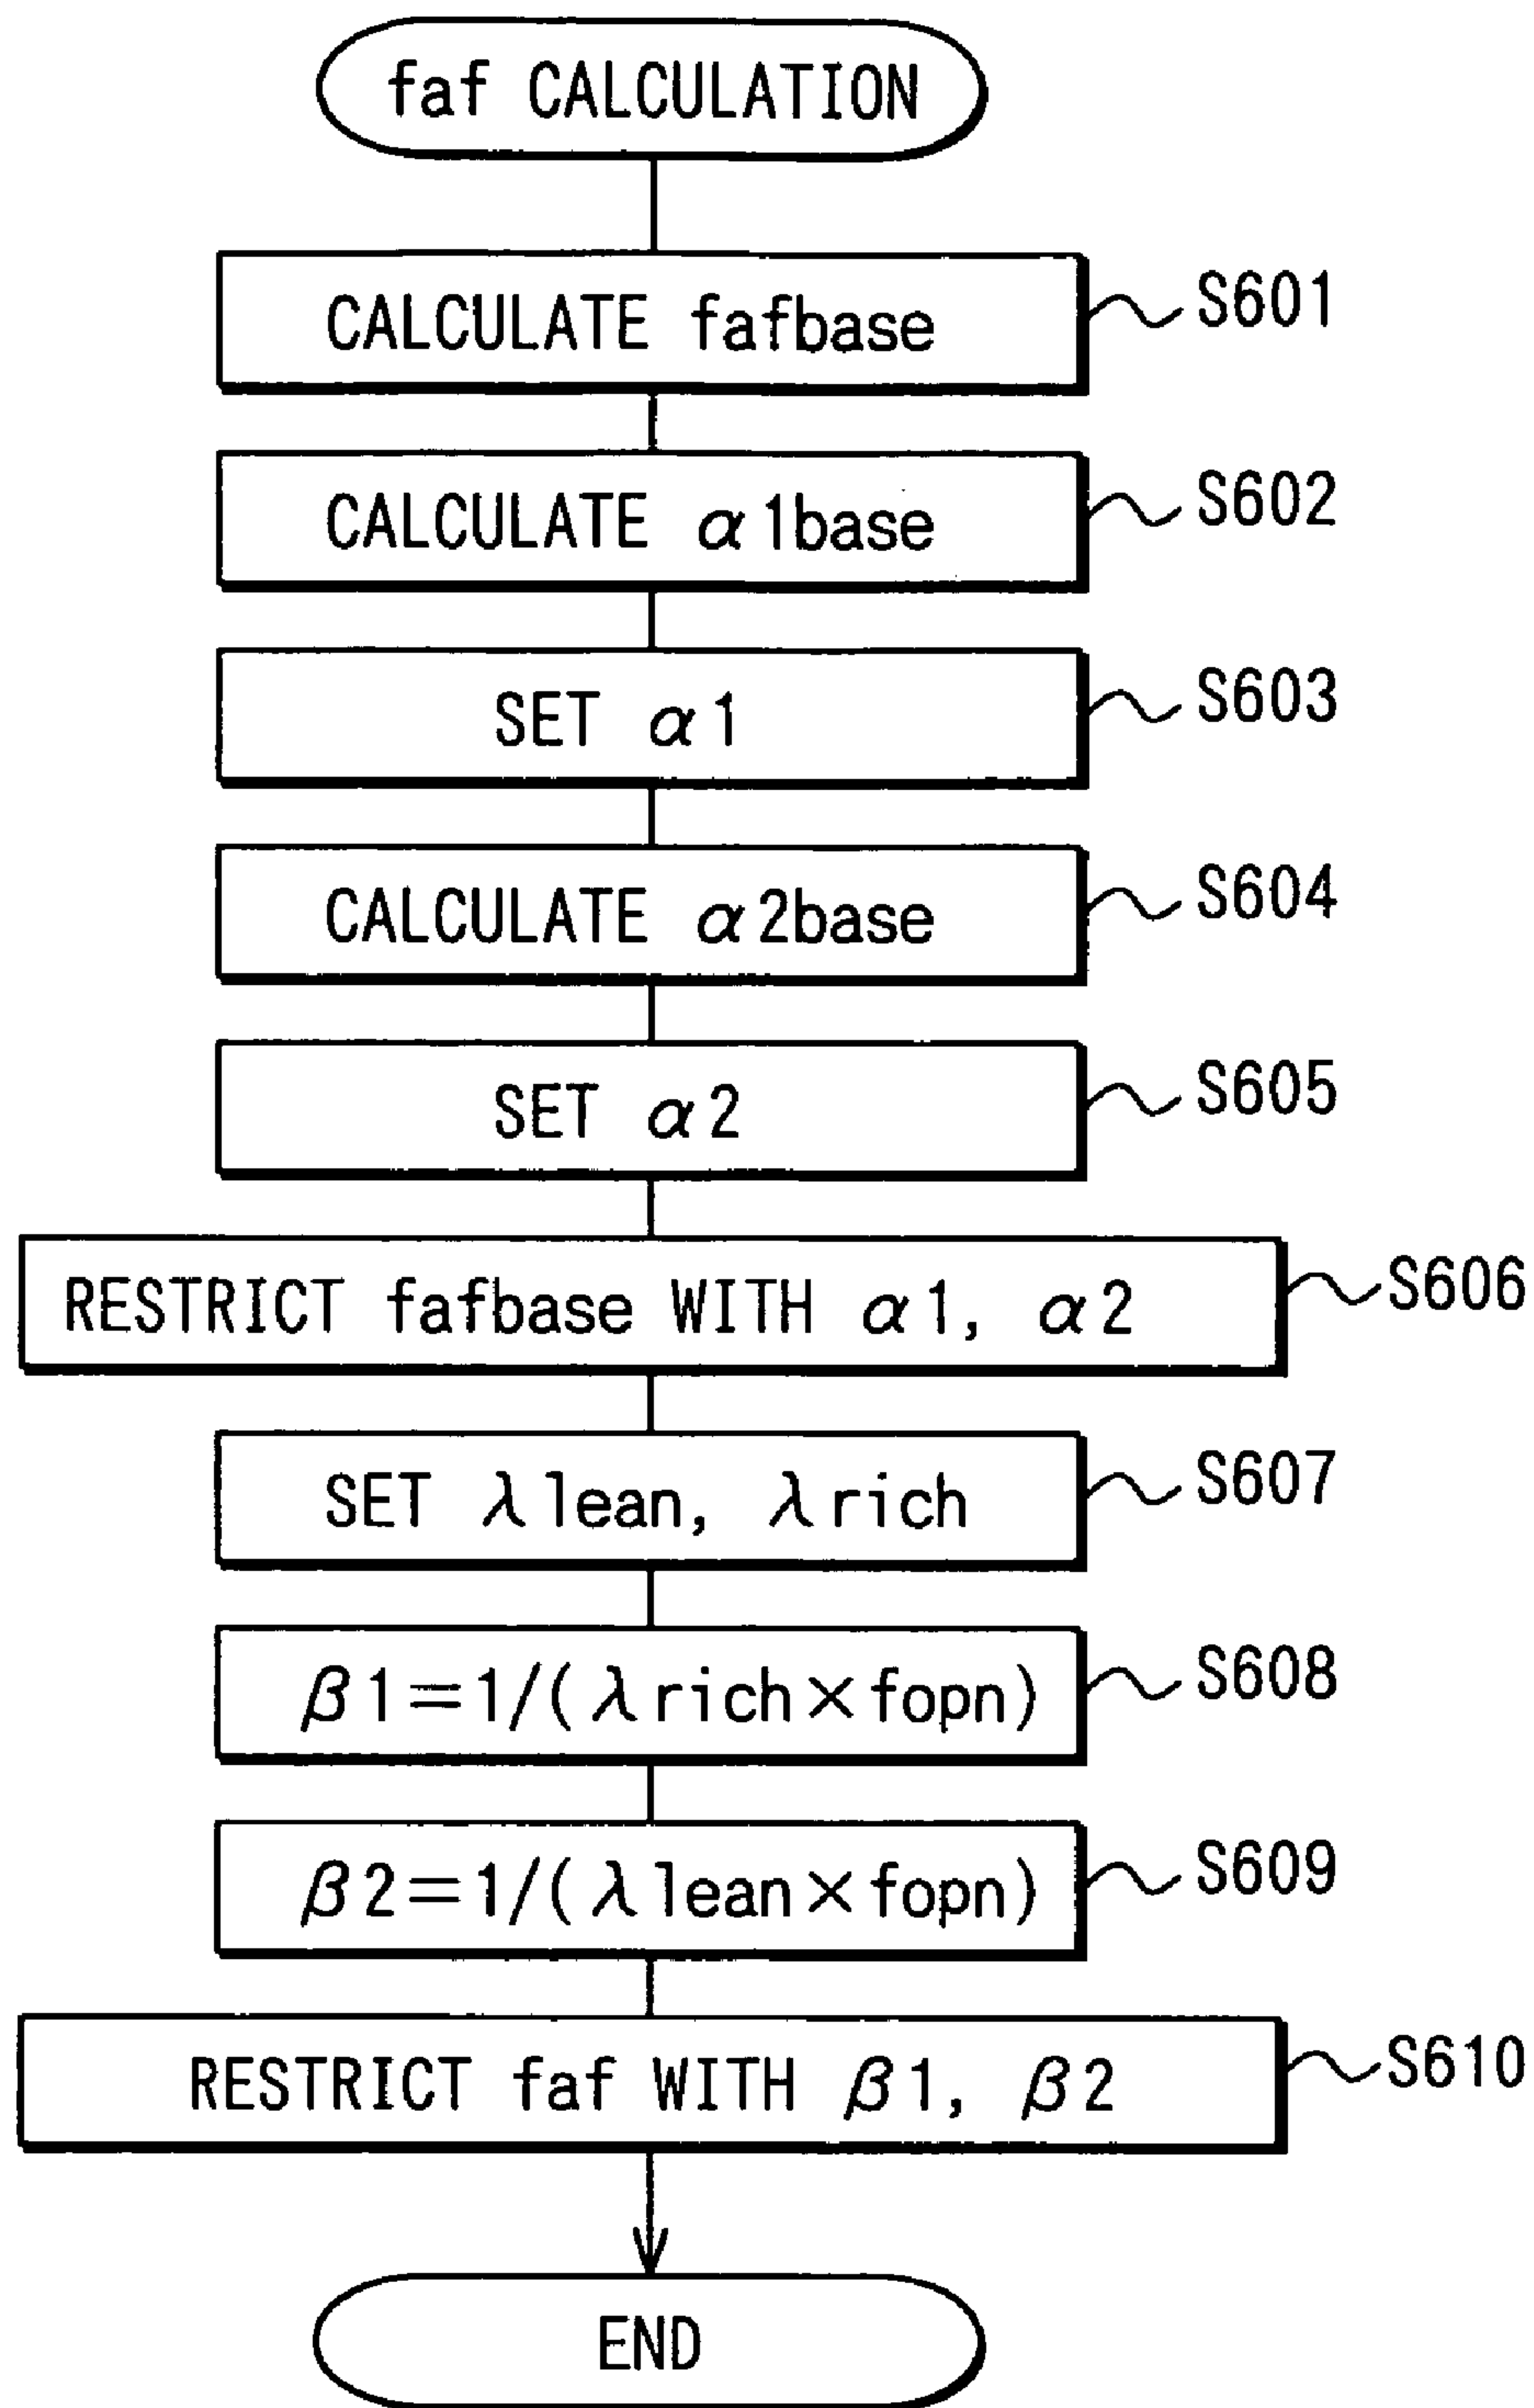 faf CALCULATION
CALCULATE fafbase
S601
CALCULATE α1base
S602
SET α1
S603
CALCULATE α2base
S604
SET α2
S605
RESTRICT fafbase WITH α1, α2
S606
SET λlean, λrich
S607
β1=1/(λrich×fopn)
S608
β2=1/(λlean×fopn)
S609
RESTRICT faf WITH β1, β2
S610
END